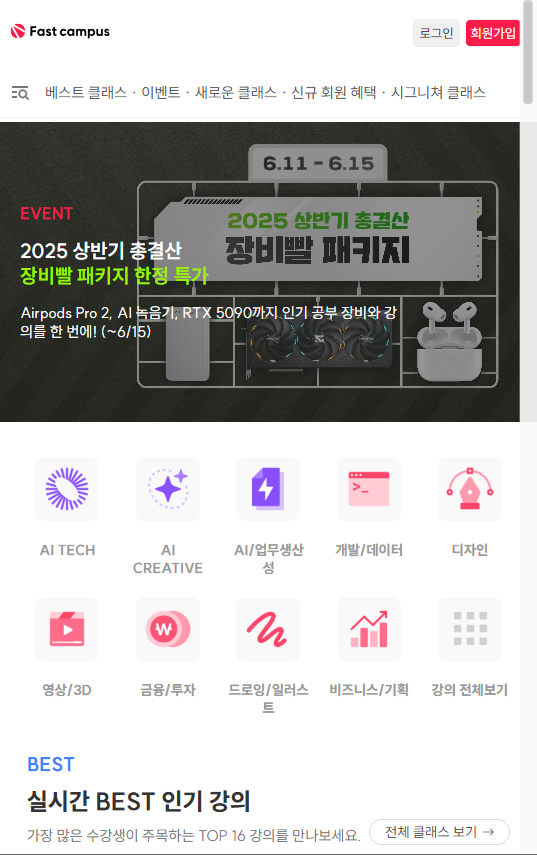 Fast campus
로그인
회원가입
베스트 클래스 · 이벤트 · 새로운 클래스 · 신규 회원 혜택 · 시그니쳐 클래스
6.11 - 6.15
EVENT
2025 상반기 총결산
장비빨 패키지
2025 상반기 총결산
장비빨 패키지 한정 특가
Airpods Pro 2, AI 녹음기, RTX 5090까지 인기 공부 장비와 강
의를 한 번에! (~6/15)
AI TECH
AI
CREATIVE
AI/업무생산
성
개발/데이터
디자인
영상/3D
금융/투자
드로잉/일러스
트
비즈니스/기획
강의 전체보기
BEST
실시간 BEST 인기 강의
가장 많은 수강생이 주목하는 TOP 16 강의를 만나보세요.
전체 클래스 보기 →